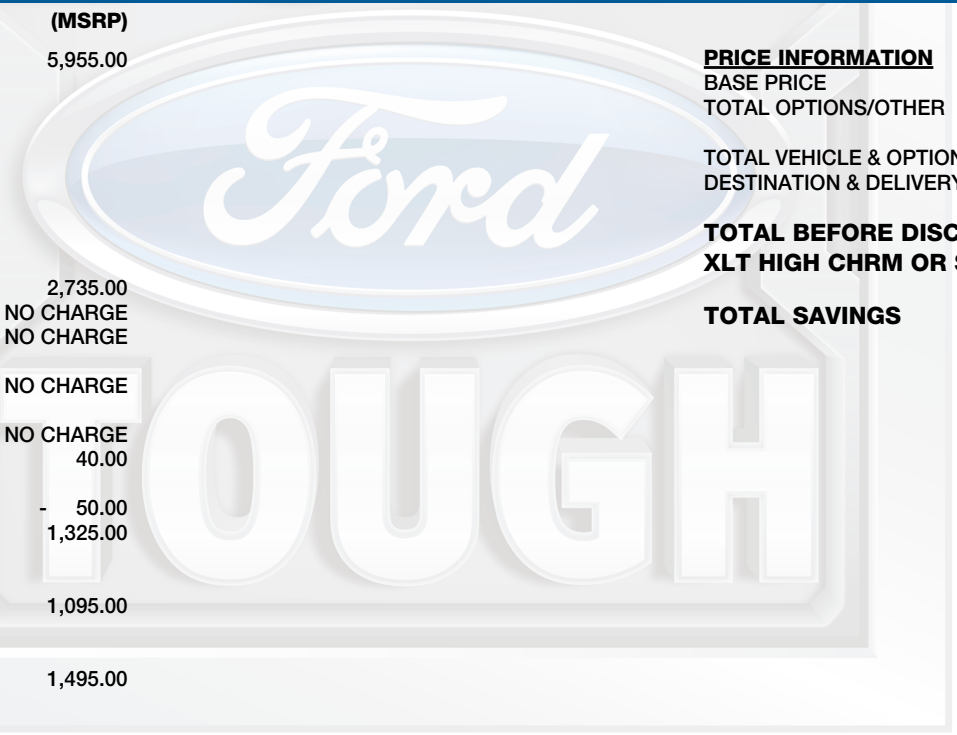 (MSRP)
5,955.00
2,735.00
NO CHARGE
NO CHARGE
NO CHARGE
NO CHARGE
40.00
- 50.00
1,325.00
1,095.00
1,495.00
PRICE INFORMATION
BASE PRICE
TOTAL OPTIONS/OTHER
TOTAL VEHICLE & OPTION
DESTINATION & DELIVERY
TOTAL BEFORE DISC
XLT HIGH CHRM OR S
TOTAL SAVINGS
Ford
TOUGH